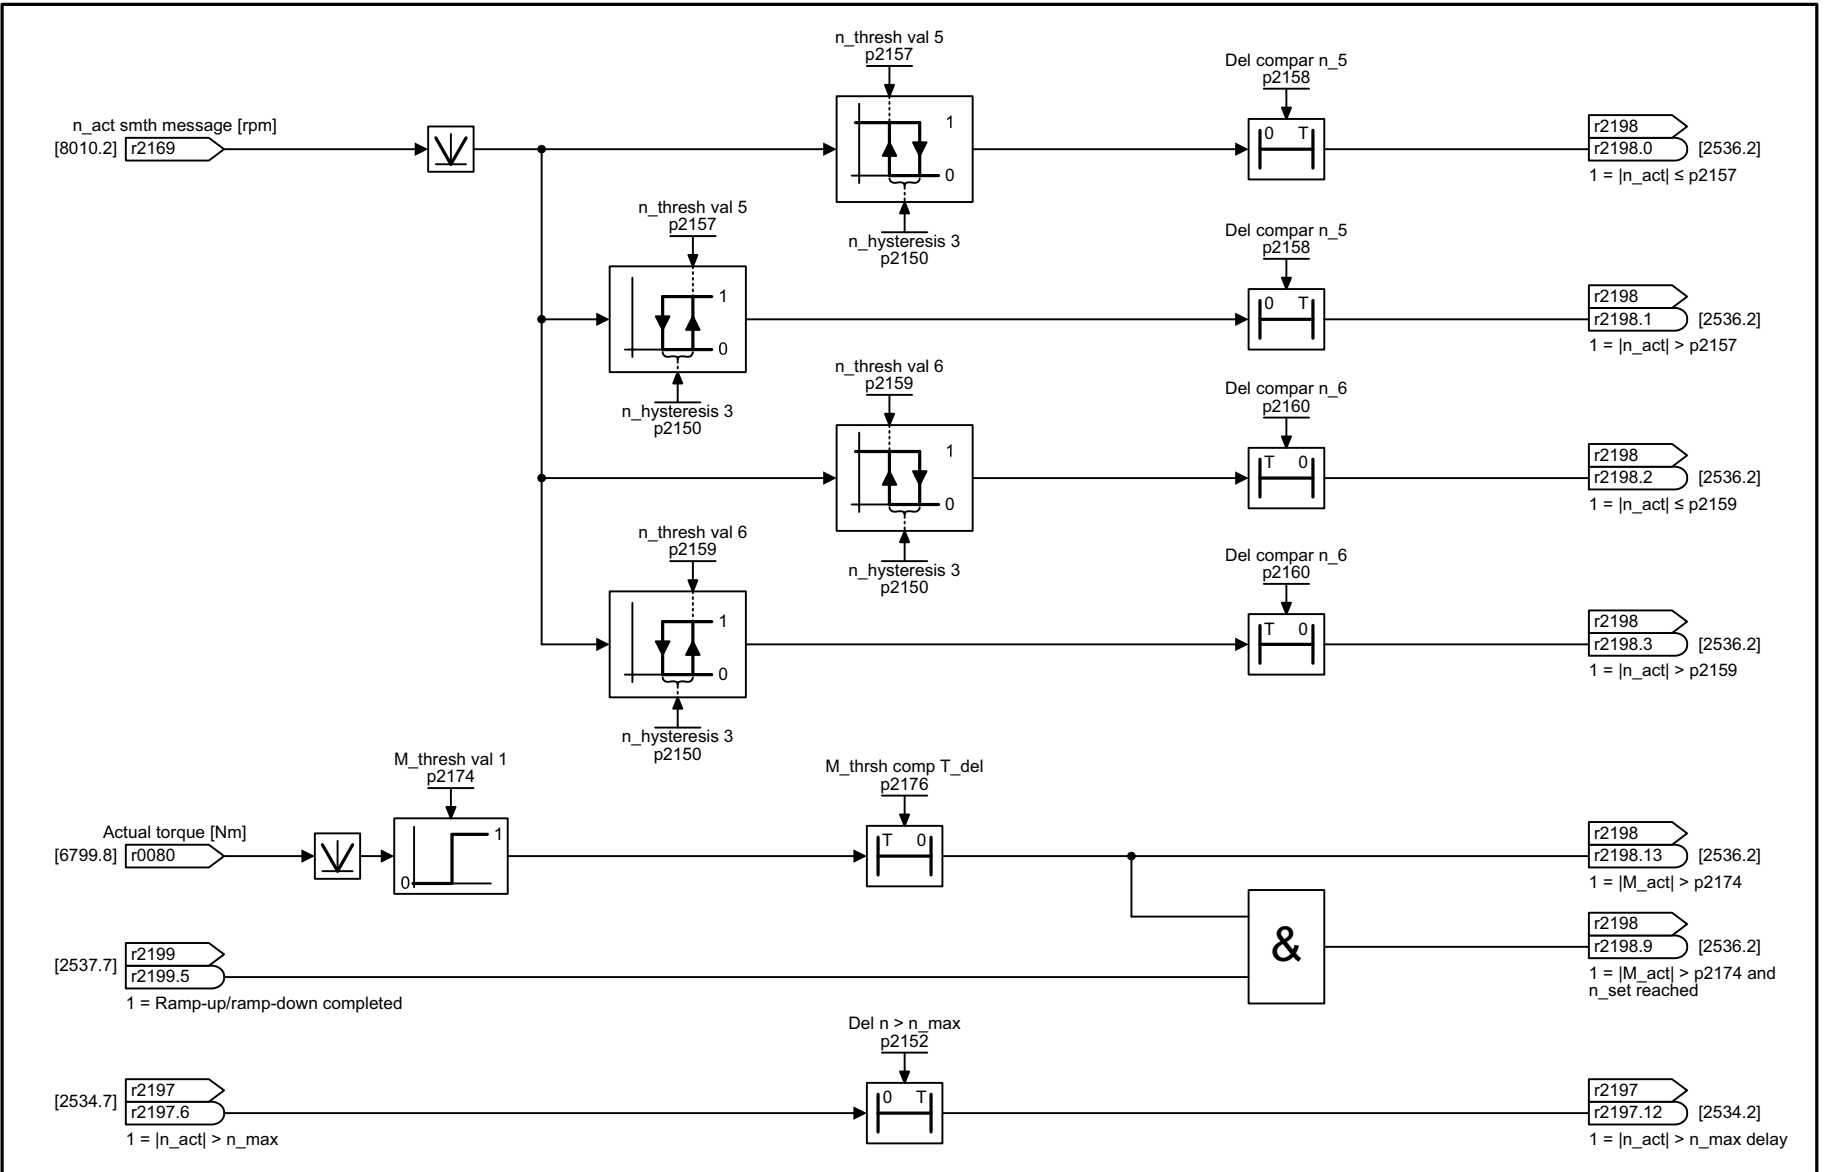 n_thresh val 5
p2157
Del compar n_5
p2158
n_act smth message [rpm]
[8010.2] r2169
1
0
0 T
r2198
r2198.0 [2536.2]
1 = |n_act| ≤ p2157
n_hysteresis 3
p2150
n_thresh val 5
p2157
Del compar n_5
p2158
1
0
0 T
r2198
r2198.1 [2536.2]
1 = |n_act| > p2157
n_hysteresis 3
p2150
n_thresh val 6
p2159
Del compar n_6
p2160
1
0
T 0
r2198
r2198.2 [2536.2]
1 = |n_act| ≤ p2159
n_hysteresis 3
p2150
n_thresh val 6
p2159
Del compar n_6
p2160
1
0
T 0
r2198
r2198.3 [2536.2]
1 = |n_act| > p2159
n_hysteresis 3
p2150
M_thresh val 1
p2174
M_thrsh comp T_del
p2176
Actual torque [Nm]
[6799.8] r0080
1
0
T 0
r2198
r2198.13 [2536.2]
1 = |M_act| > p2174
&
r2198
r2198.9 [2536.2]
1 = |M_act| > p2174 and
n_set reached
r2199
[2537.7] r2199.5
1 = Ramp-up/ramp-down completed
Del n > n_max
p2152
r2197
[2534.7] r2197.6
1 = |n_act| > n_max
0 T
r2197
r2197.12 [2534.2]
1 = |n_act| > n_max delay